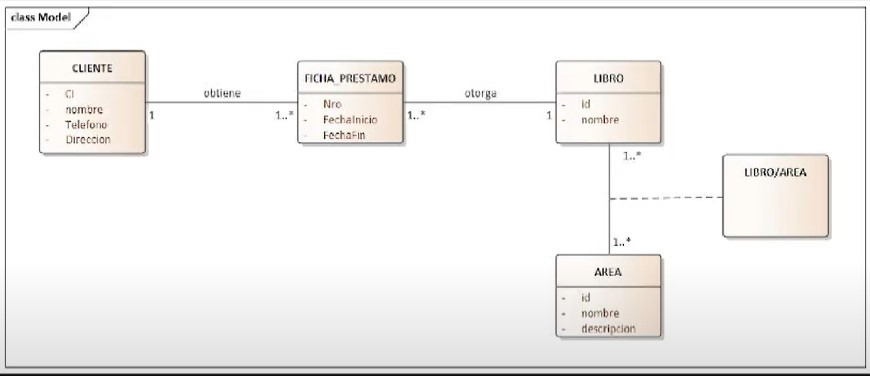 class Model
CLIENTE
- CI
- nombre
- Telefono
- Direccion
obtiene
1
1..*
FICHA_PRESTAMO
- Nro
- FechaInicio
- FechaFin
otorga
1..*
1
LIBRO
- id
- nombre
1..*
LIBRO/AREA
1..*
AREA
- id
- nombre
- descripcion